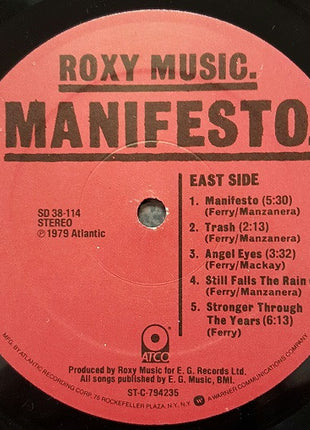 ROXY MUSIC.
MANIFESTO.
EAST SIDE
SD 38-114
STEREO
℗ 1979 Atlantic
1. Manifesto (5:30)
(Ferry/Manzanera)
2. Trash (2:13)
(Ferry/Manzanera)
3. Angel Eyes (3:32)
(Ferry/Mackay)
4. Still Falls The Rain
(Ferry/Manzanera)
5. Stronger Through
The Years (6:13)
(Ferry)
ATCO
Produced by Roxy Music for E. G. Records Ltd.
All songs published by E. G. Music, BMI.
ST-C-794235
MFG. BY ATLANTIC RECORDING CORP. 75 ROCKEFELLER PLAZA, N.Y., N.Y. W A WARNER COMMUNICATIONS COMPANY